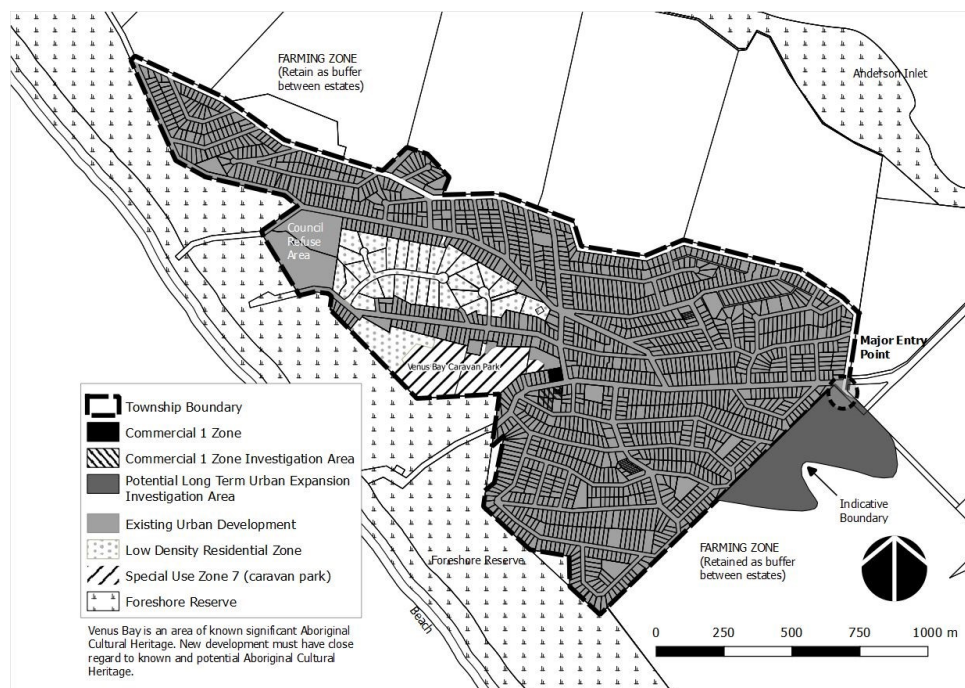 FARMING ZONE
(Retain as buffer
between estates)
Anderson Inlet
Council
Refuse
Area
Major Entry
Point
Venus Bay Caravan Park
Township Boundary
Commercial 1 Zone
Commercial 1 Zone Investigation Area
Potential Long Term Urban Expansion
Investigation Area
Existing Urban Development
Low Density Residential Zone
Special Use Zone 7 (caravan park)
Foreshore Reserve
Indicative
Boundary
FARMING ZONE
(Retained as buffer
between estates)
Foreshore Reserve
Beach
Venus Bay is an area of known significant Aboriginal
Cultural Heritage. New development must have close
regard to known and potential Aboriginal Cultural
Heritage.
0 250 500 750 1000 m